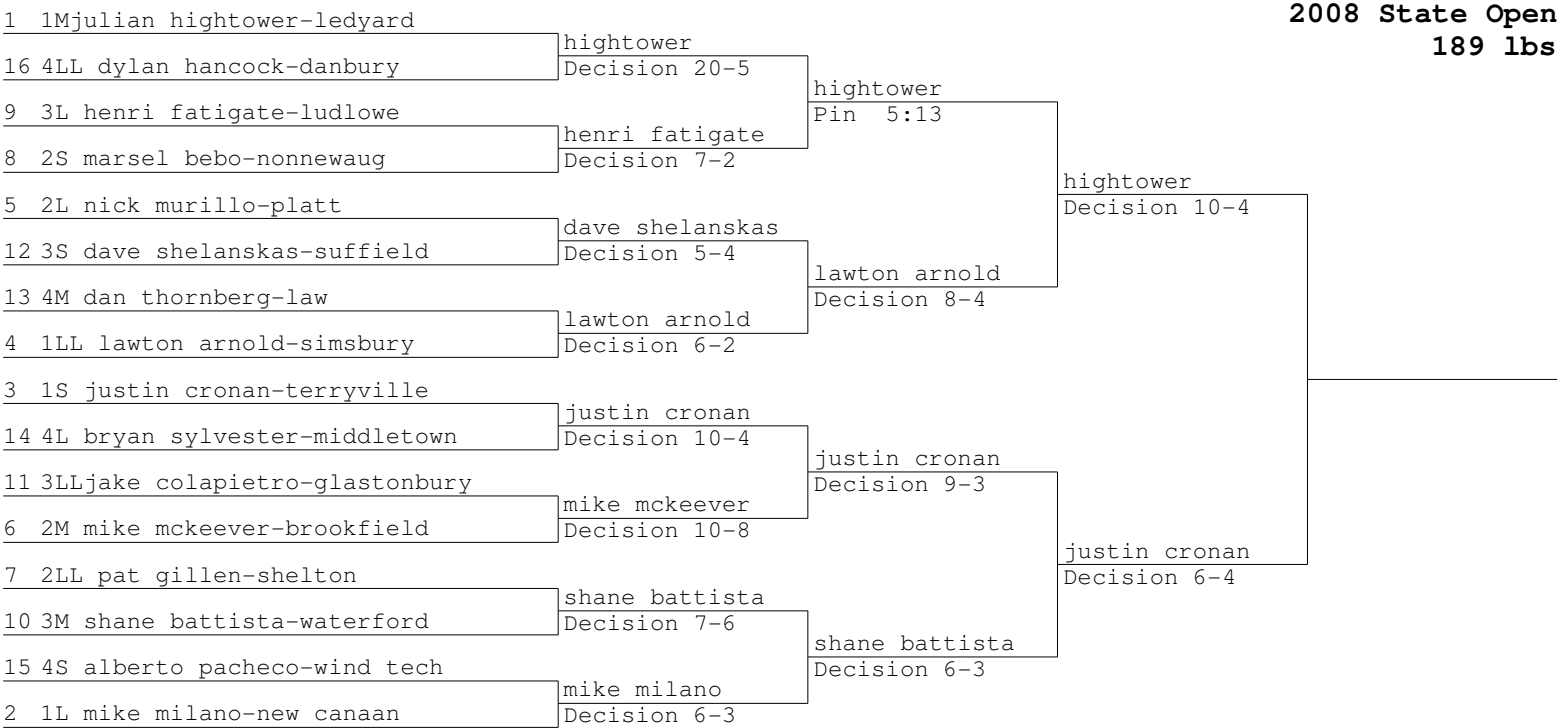 2008 State Open
189 lbs
1 1Mjulian hightower-ledyard
16 4LL dylan hancock-danbury
9 3L henri fatigate-ludlowe
8 2S marsel bebo-nonnewaug
5 2L nick murillo-platt
12 3S dave shelanskas-suffield
13 4M dan thornberg-law
4 1LL lawton arnold-simsbury
3 1S justin cronan-terryville
14 4L bryan sylvester-middletown
11 3LLjake colapietro-glastonbury
6 2M mike mckeever-brookfield
7 2LL pat gillen-shelton
10 3M shane battista-waterford
15 4S alberto pacheco-wind tech
2 1L mike milano-new canaan
hightower
Decision 20-5
henri fatigate
Decision 7-2
dave shelanskas
Decision 5-4
lawton arnold
Decision 6-2
justin cronan
Decision 10-4
mike mckeever
Decision 10-8
shane battista
Decision 7-6
mike milano
Decision 6-3
hightower
Pin 5:13
lawton arnold
Decision 8-4
justin cronan
Decision 9-3
shane battista
Decision 6-3
hightower
Decision 10-4
justin cronan
Decision 6-4